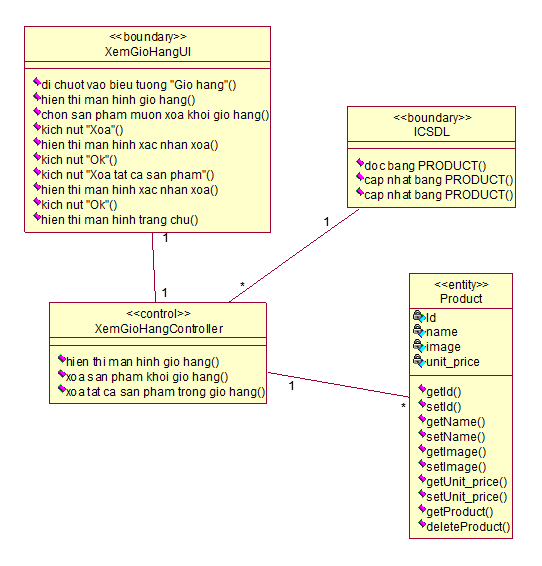 <<boundary>>
XemGioHangUI
di chuot vao bieu tuong "Gio hang"()
hien thi man hinh gio hang()
chon san pham muon xoa khoi gio hang()
kich nut "Xoa"()
hien thi man hinh xac nhan xoa()
kich nut "Ok"()
kich nut "Xoa tat ca san pham"()
hien thi man hinh xac nhan xoa()
kich nut "Ok"()
hien thi man hinh trang chu()
<<boundary>>
ICSDL
doc bang PRODUCT()
cap nhat bang PRODUCT()
cap nhat bang PRODUCT()
1
1
1
*
<<control>>
XemGioHangController
hien thi man hinh gio hang()
xoa san pham khoi gio hang()
xoa tat ca san pham trong gio hang()
1
*
<<entity>>
Product
Id
name
image
unit_price
getId()
setId()
getName()
setName()
getImage()
setImage()
getUnit_price()
setUnit_price()
getProduct()
deleteProduct()